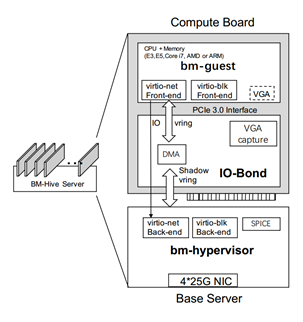 Compute Board
CPU + Memory
(E3,E5,Core i7, AMD or ARM)
bm-guest
virtio-net
Front-end
virtio-blk
Front-end
VGA
PCIe 3.0 Interface
IO
vring
VGA
capture
DMA
Shadow
vring
IO-Bond
BM-Hive Server
virtio-net
Back-end
virtio-blk
Back-end
SPICE
bm-hypervisor
4*25G NIC
Base Server